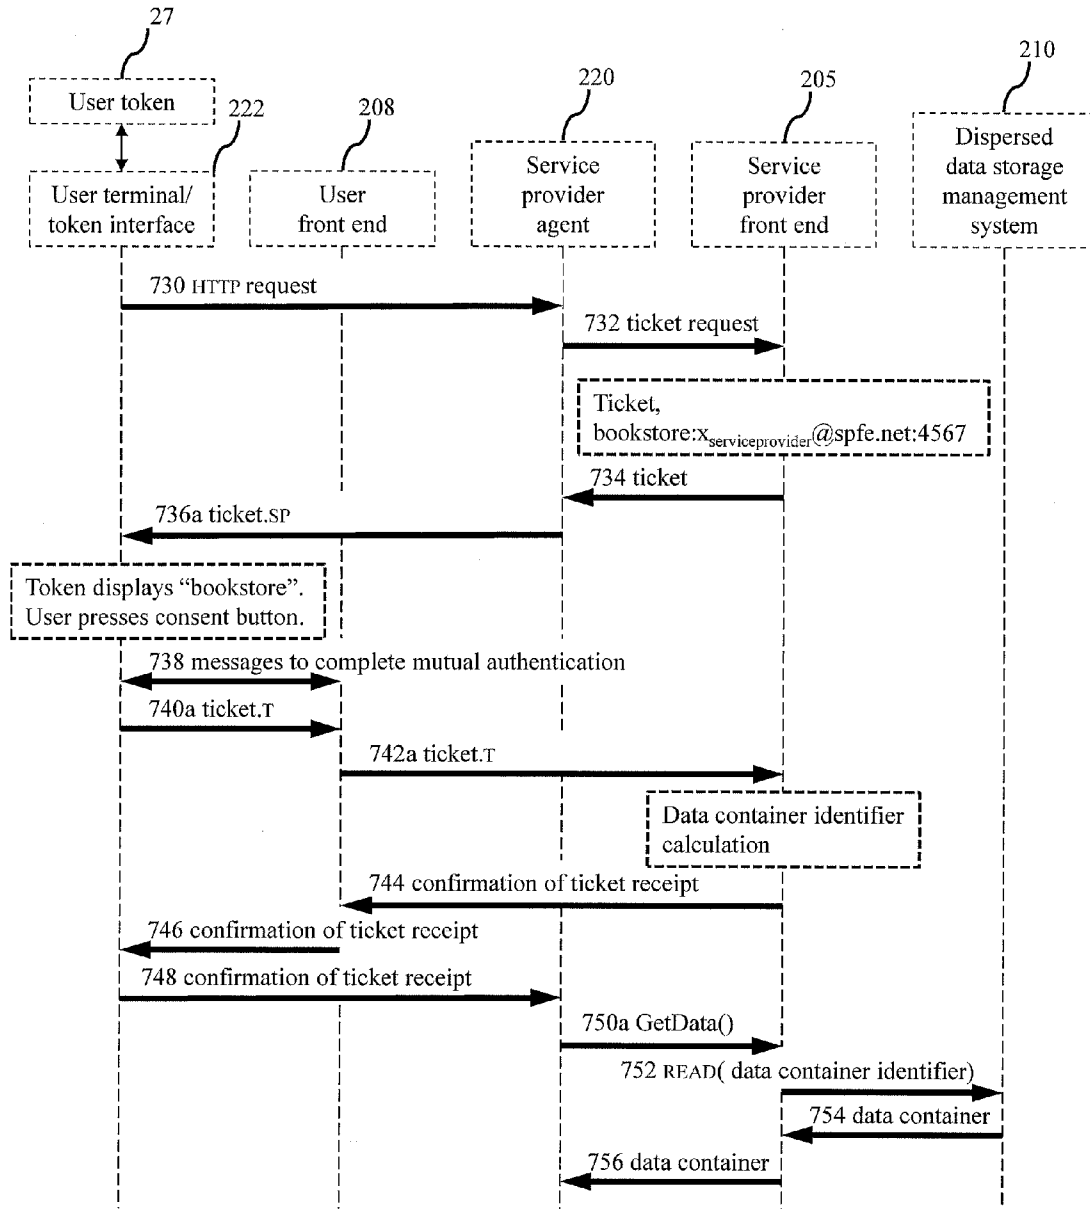 27
210
User token
222
208
220
205
User terminal/
token interface
User
front end
Service
provider
agent
Service
provider
front end
Dispersed
data storage
management
system
730 HTTP request
732 ticket request
Ticket,
bookstore:xserviceprovider@spfe.net:4567
734 ticket
736a ticket.SP
Token displays “bookstore”.
User presses consent button.
738 messages to complete mutual authentication
740a ticket.T
742a ticket.T
Data container identifier
calculation
744 confirmation of ticket receipt
746 confirmation of ticket receipt
748 confirmation of ticket receipt
750a GetData()
752 READ( data container identifier)
754 data container
756 data container